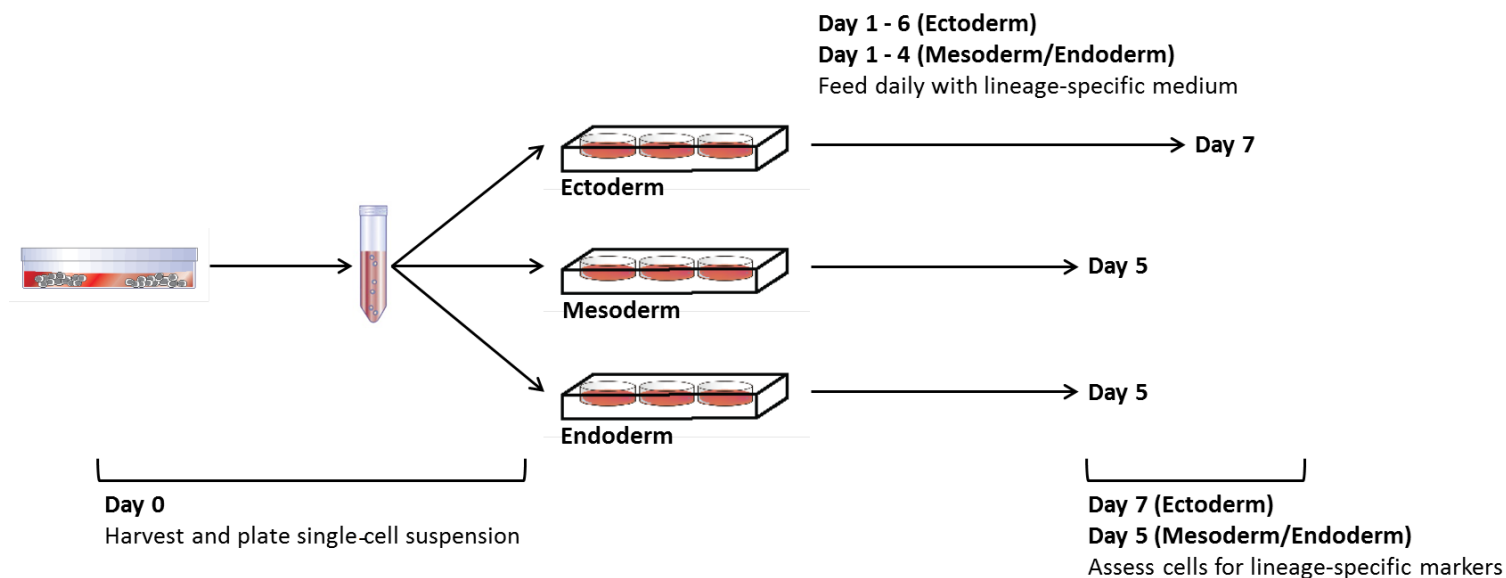 Day 1 - 6 (Ectoderm)
Day 1 - 4 (Mesoderm/Endoderm)
Feed daily with lineage-specific medium
Day 7
Ectoderm
Day 5
Mesoderm
Day 5
Endoderm
Day 0
Harvest and plate single-cell suspension
Day 7 (Ectoderm)
Day 5 (Mesoderm/Endoderm)
Assess cells for lineage-specific markers